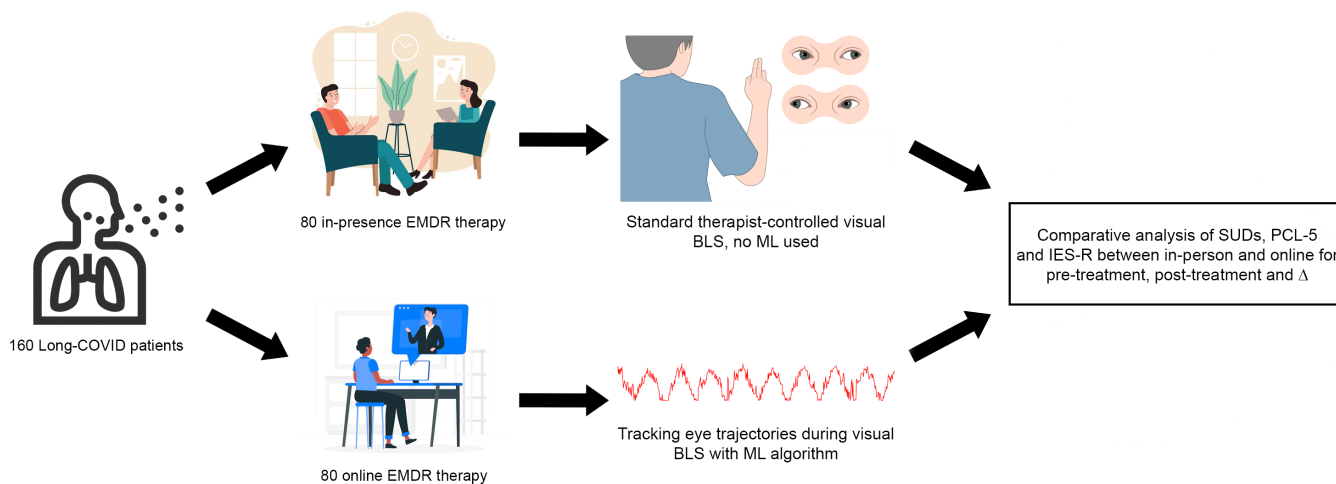 160 Long-COVID patients
80 in-presence EMDR therapy
Standard therapist-controlled visual
BLS, no ML used
80 online EMDR therapy
Tracking eye trajectories during visual
BLS with ML algorithm
Comparative analysis of SUDs, PCL-5
and IES-R between in-person and online for
pre-treatment, post-treatment and Δ